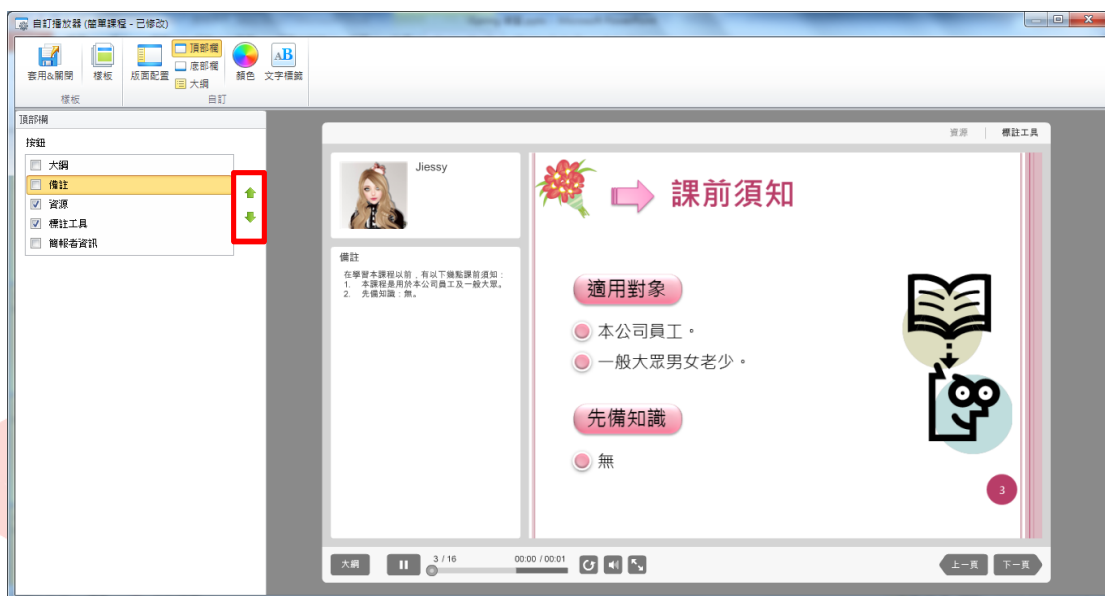 自訂播放器 (簡單課程 - 已修改)
套用&關閉
樣板
版面配置
頂部欄
底部欄
大綱
顏色
文字標籤
AB
樣板
自訂
頂部欄
按鈕
大綱
備註
資源
標註工具
簡報者資訊
資源
標註工具
Jiessy
備註
在學習本課程以前，有以下幾點課前須知：
1. 本課程是用於本公司員工及一般大眾。
2. 先備知識：無。
課前須知
適用對象
本公司員工。
一般大眾男女老少。
先備知識
無
3
大綱
3 / 16
00:00 / 00:01
上一頁
下一頁